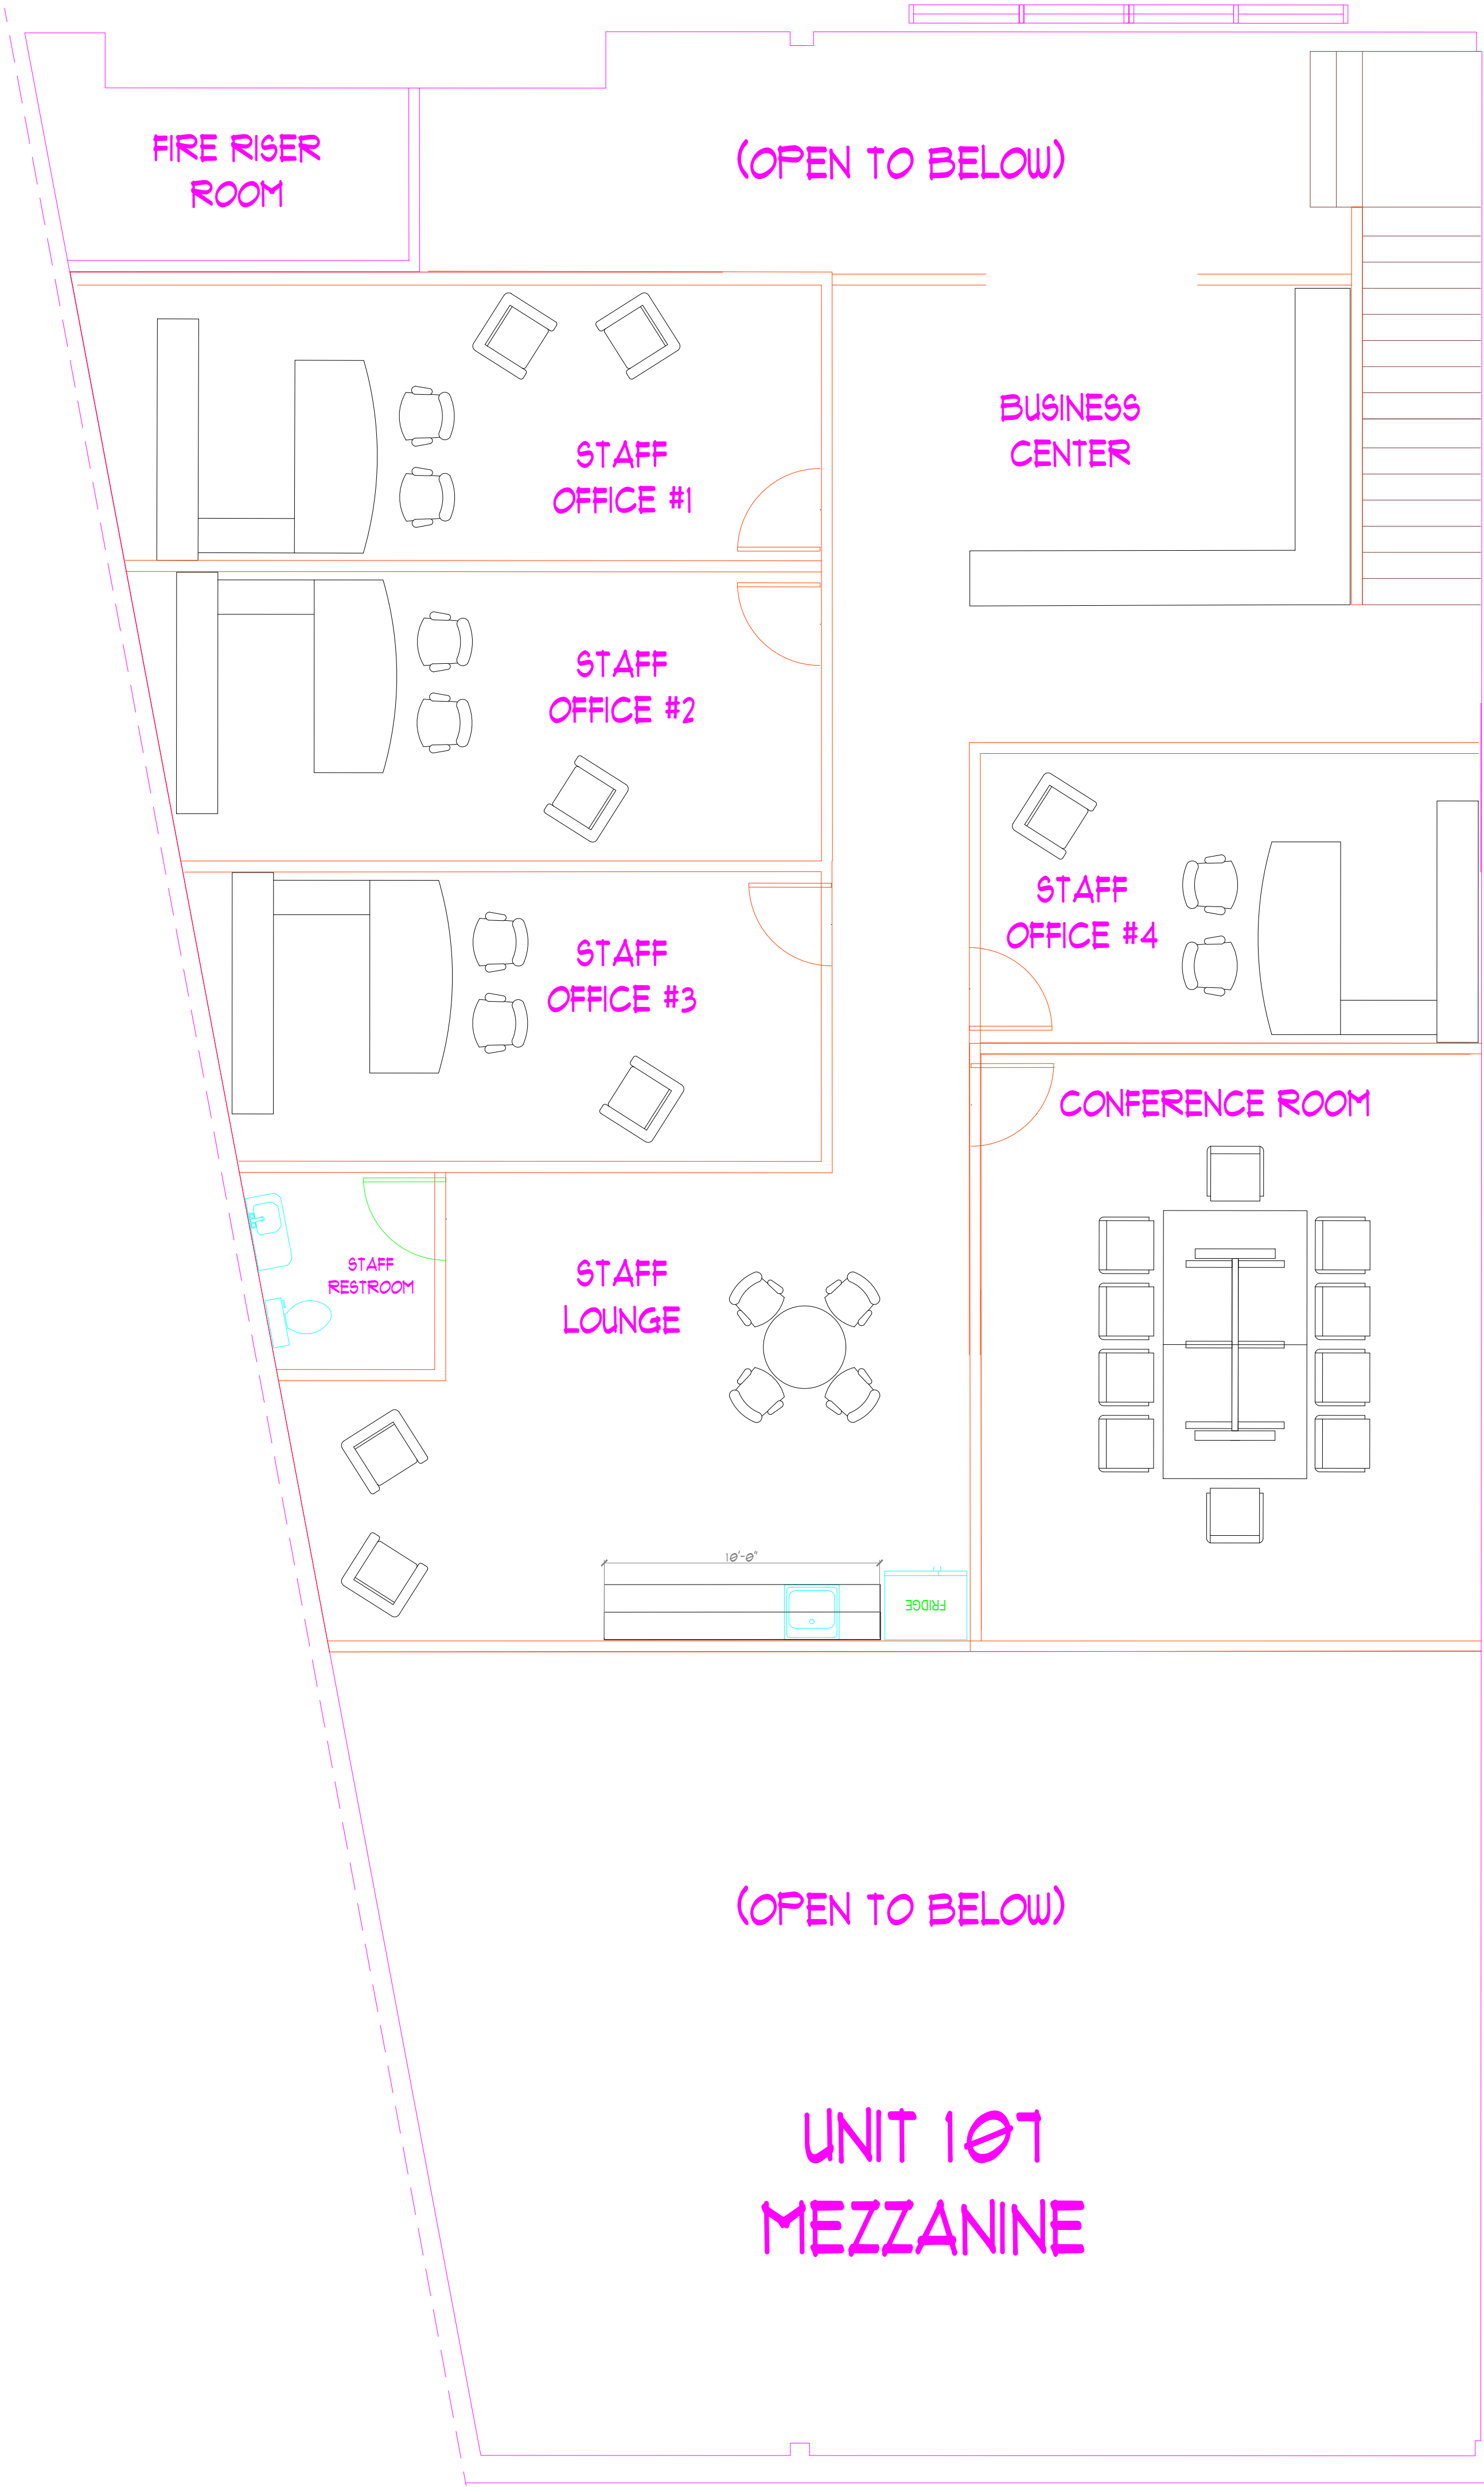 FIRE RISER
ROOM
(OPEN TO BELOW)
BUSINESS
CENTER
STAFF
OFFICE #1
STAFF
OFFICE #2
STAFF
OFFICE #4
STAFF
OFFICE #3
CONFERENCE ROOM
STAFF
RESTROOM
STAFF
LOUNGE
10'-0"
FRIDGE
(OPEN TO BELOW)
UNIT 107
MEZZANINE